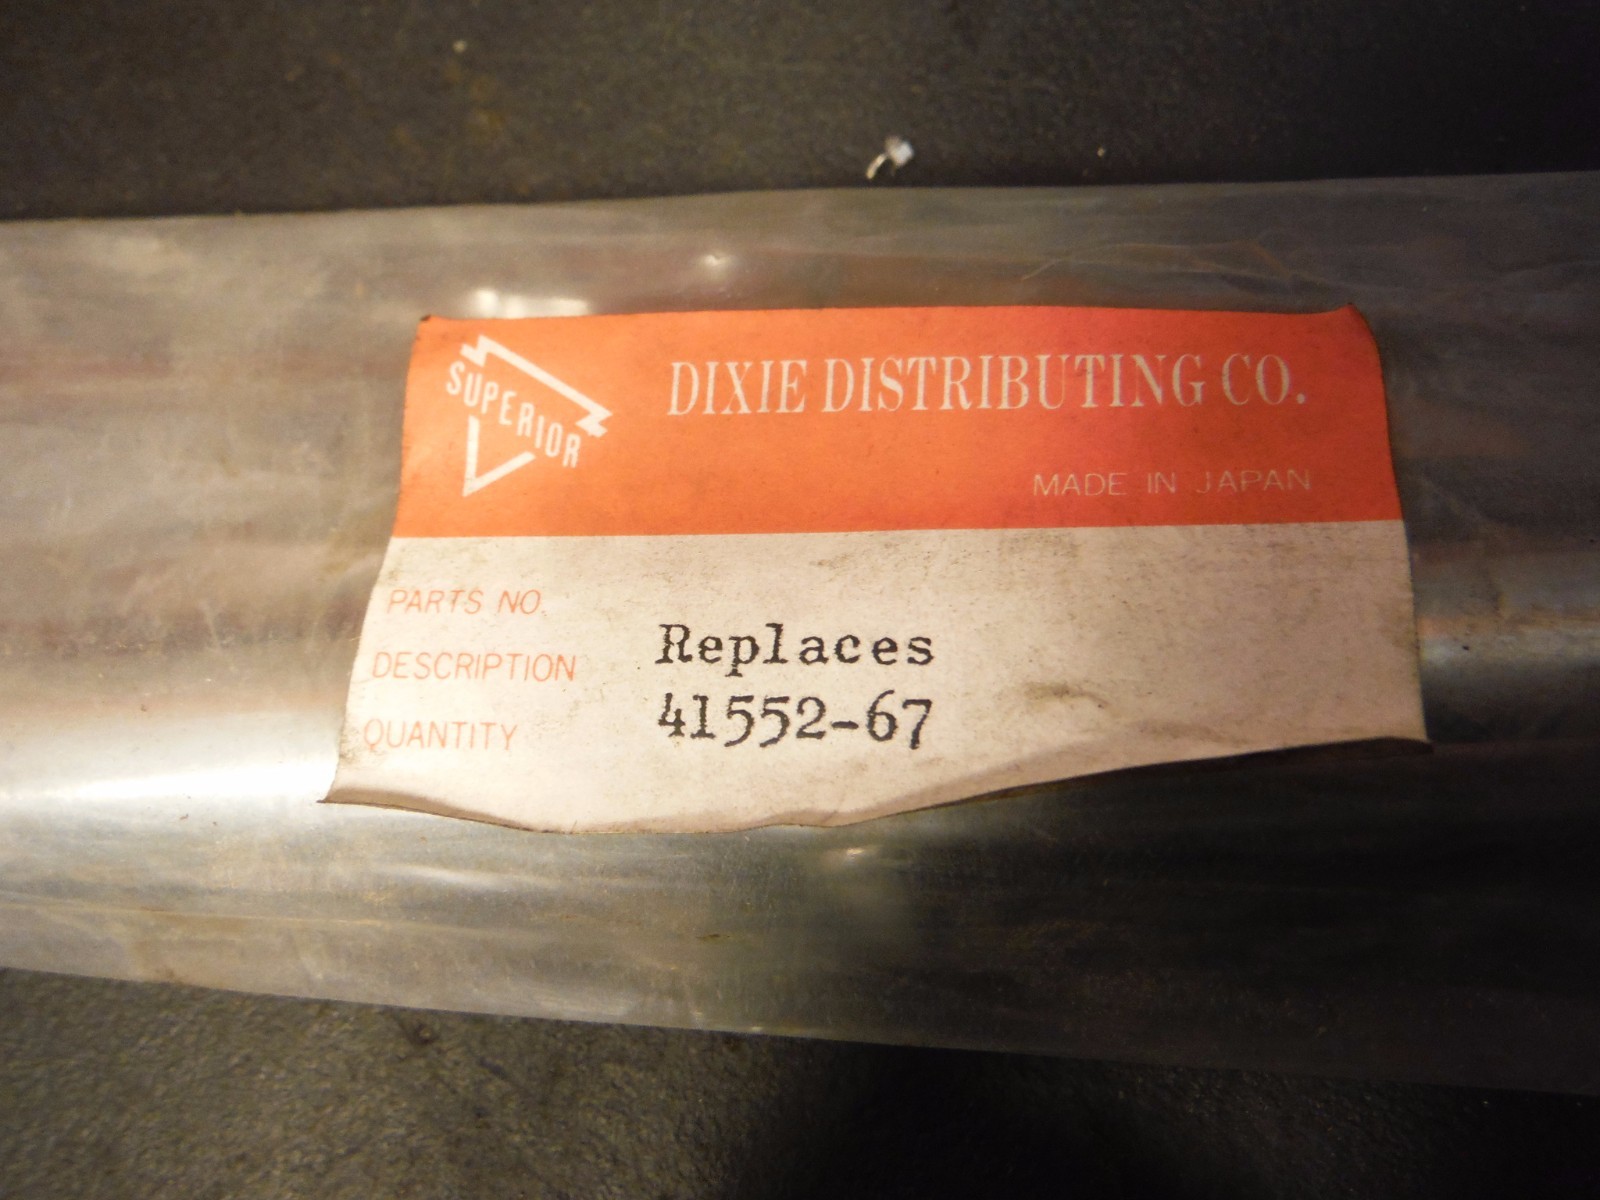 SUPERIOR
DIXIE DISTRIBUTING CO.
MADE IN JAPAN
PARTS NO.
DESCRIPTION
QUANTITY
Replaces
41552-67